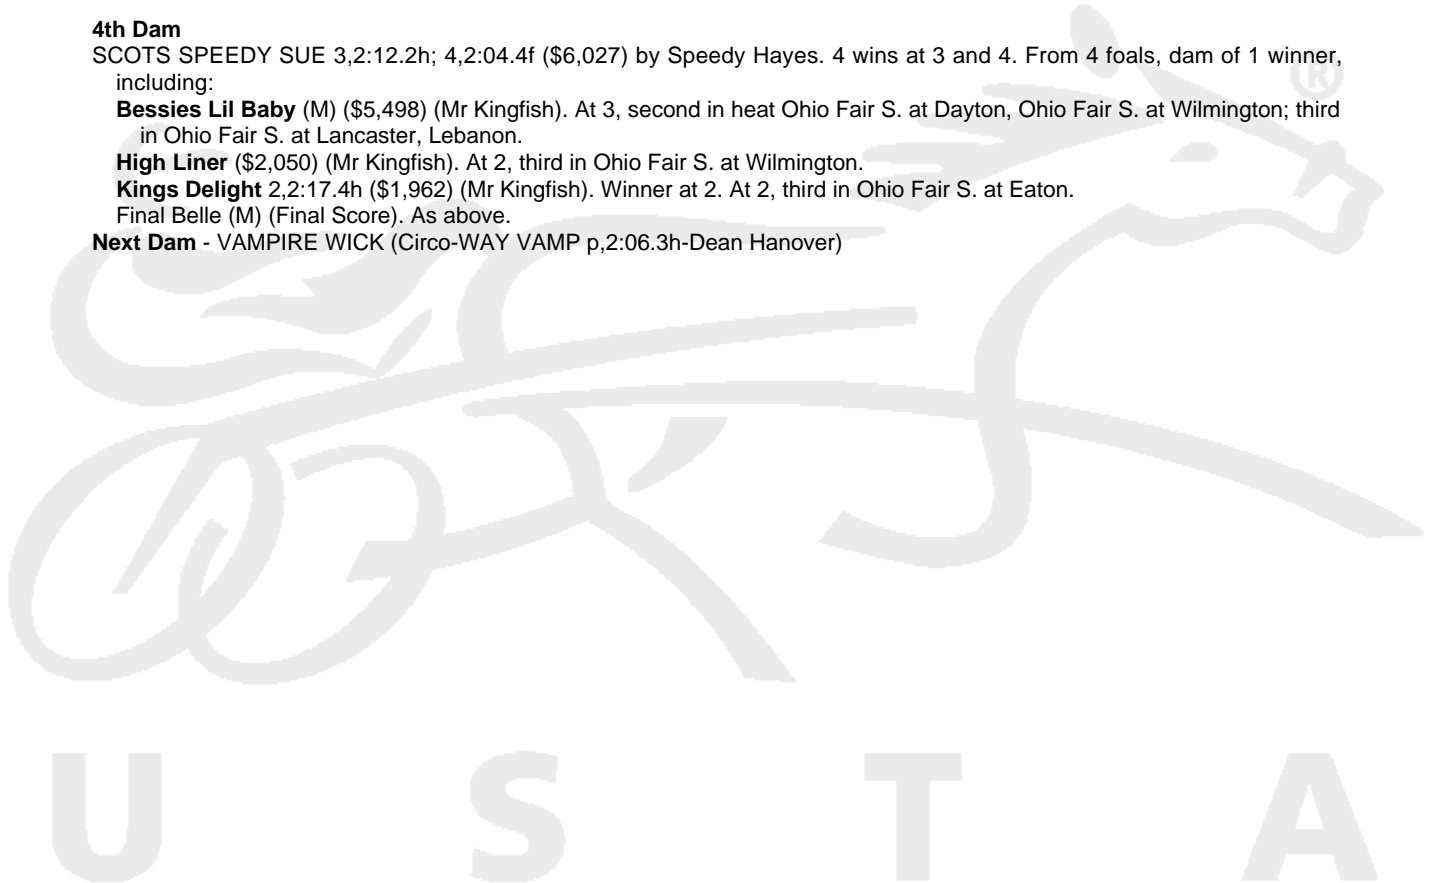 4th Dam
SCOTS SPEEDY SUE 3,2:12.2h; 4,2:04.4f ($6,027) by Speedy Hayes. 4 wins at 3 and 4. From 4 foals, dam of 1 winner,
including:
Bessies Lil Baby (M) ($5,498) (Mr Kingfish). At 3, second in heat Ohio Fair S. at Dayton, Ohio Fair S. at Wilmington; third
in Ohio Fair S. at Lancaster, Lebanon.
High Liner ($2,050) (Mr Kingfish). At 2, third in Ohio Fair S. at Wilmington.
Kings Delight 2,2:17.4h ($1,962) (Mr Kingfish). Winner at 2. At 2, third in Ohio Fair S. at Eaton.
Final Belle (M) (Final Score). As above.
Next Dam - VAMPIRE WICK (Circo-WAY VAMP p,2:06.3h-Dean Hanover)
®
U S T A